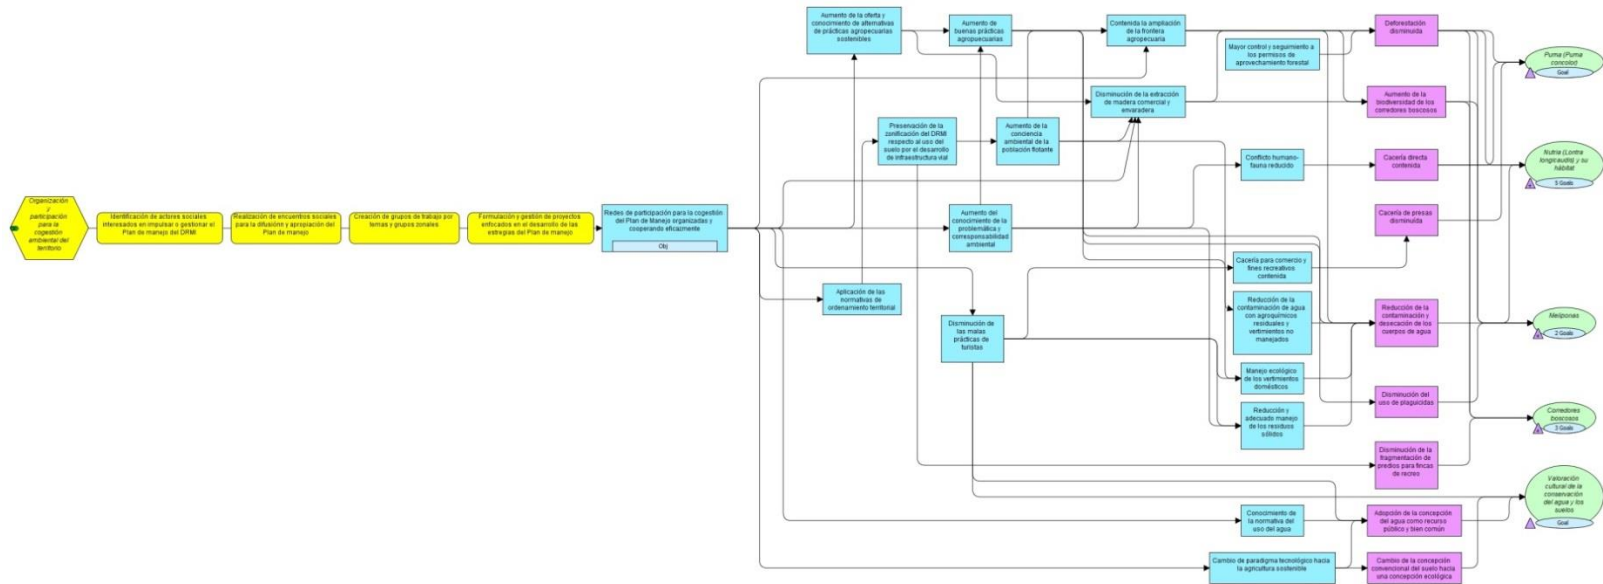 Organización
y
participación
para la
cogestión
ambiental del
territorio
Identificación de actores sociales
interesados en impulsar o gestionar el
Plan de manejo del DRMI
Realización de encuentros sociales
para la difusiónn y apropiación del
Plan de manejo
Creación de grupos de trabajo por
temas y grupos zonales
Formulación y gestión de proyectos
enfocados en el desarrollo de las
estregias del Plan de manejo
Redes de participación para la cogestión
del Plan de Manejo organizadas y
cooperando eficazmente
Obj
Aumento de la oferta y
conocimiento de alternativas
de prácticas agropecuarias
sostenibles
Preservación de la
zonificación del DRMI
respecto al uso del
suelo por el desarrollo
de infraestructura vial
Aplicación de las
normativas de
ordenamiento territorial
Aumento de
buenas prácticas
agropuecuarias
Aumento de la
conciencia
ambiental de la
población flotante
Aumento del
conocimiento de la
problemática y
corresponsabilidad
ambiental
Disminución de
las malas
prácticas de
turistas
Contenida la ampliación
de la frontera
agropecuaria
Disminución de la extracción
de madera comercial y
envaradera
Mayor control y seguimiento a
los permisos de
aprovechamiento forestal
Conflicto humano-
fauna reducido
Cacería para comercio y
fines recreativos
contenida
Reducción de la
contaminación de agua
con agroquímicos
residuales y
vertimientos no
manejados
Manejo ecológico
de los vertimientos
domésticos
Reducción y
adecuado manejo
de los residuos
sólidos
Conocimiento de
la normativa del
uso del agua
Cambio de paradigma tecnológico hacia
la agricultura sostenible
Deforestación
disminuida
Aumento de la
biodiversidad de los
corredores boscosos
Cacería directa
contenida
Cacería de presas
disminuída
Reducción de la
contaminación y
desecación de los
cuerpos de agua
Disminución del
uso de plaguicidas
Disminución de la
fragmentación de
predios para fincas
de recreo
Adopción de la concepción
del agua como recurso
público y bien común
Cambio de la concepción
convencional del suelo hacia
una concepción ecológica
Puma (Puma
concolor)
Goal
Nutria (Lontra
longicaudis) y su
hábitat
5 Goals
Meliponas
2 Goals
Corredores
boscosos
3 Goals
Valoración
cultural de la
conservación
del agua y los
suelos
Goal